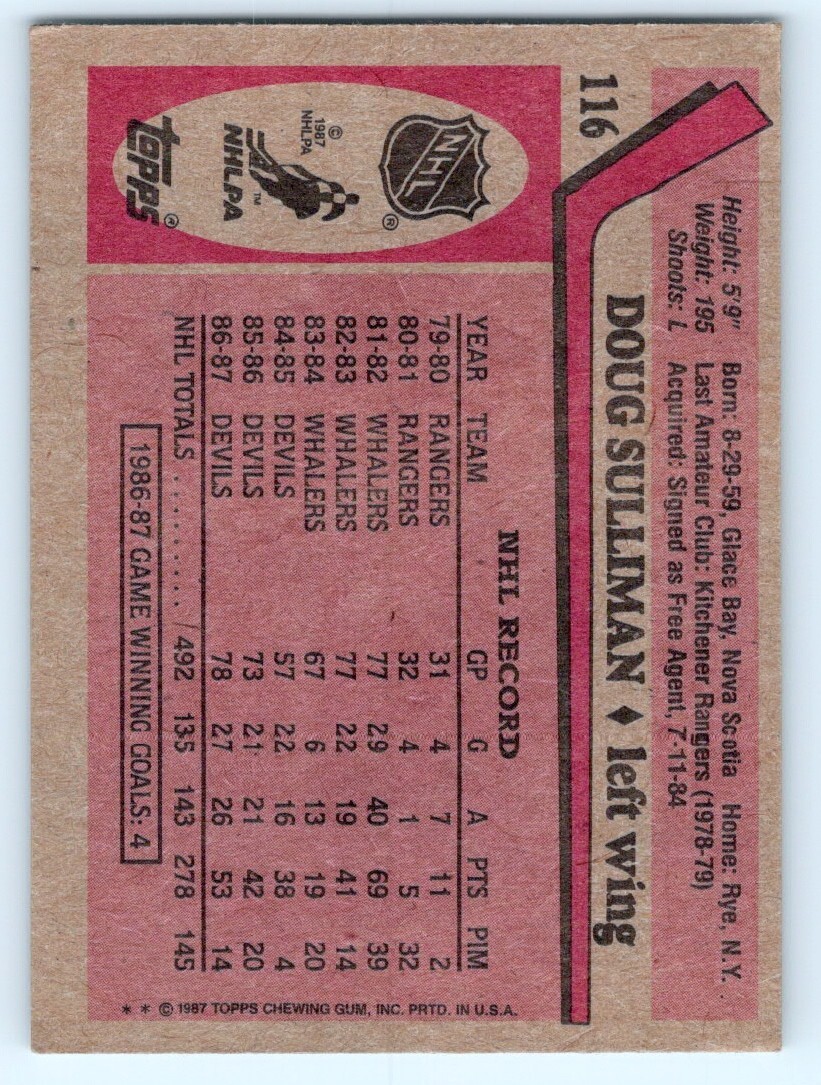 116
Height: 5'9" Born: 8-29-59, Glace Bay, Nova Scotia Home: Rye, N.Y.
Weight: 195 Last Amateur Club: Kitchener Rangers (1978-79)
Shoots: L Acquired: Signed as Free Agent, 7-11-84
DOUG SULLIMAN ♦ left wing
NHL
®
© 1987 NHLPA
™
NHLPA
TOPPS®
NHL RECORD
YEAR TEAM GP G A PTS PIM
79-80 RANGERS 31 4 7 11 2
80-81 RANGERS 32 4 1 5 32
81-82 WHALERS 77 29 40 69 39
82-83 WHALERS 77 22 19 41 14
83-84 WHALERS 67 6 13 19 20
84-85 DEVILS 57 22 16 38 4
85-86 DEVILS 73 21 21 42 20
86-87 DEVILS 78 27 26 53 14
NHL TOTALS ......... 492 135 143 278 145
1986-87 GAME WINNING GOALS: 4
* * © 1987 TOPPS CHEWING GUM, INC. PRTD. IN U.S.A.